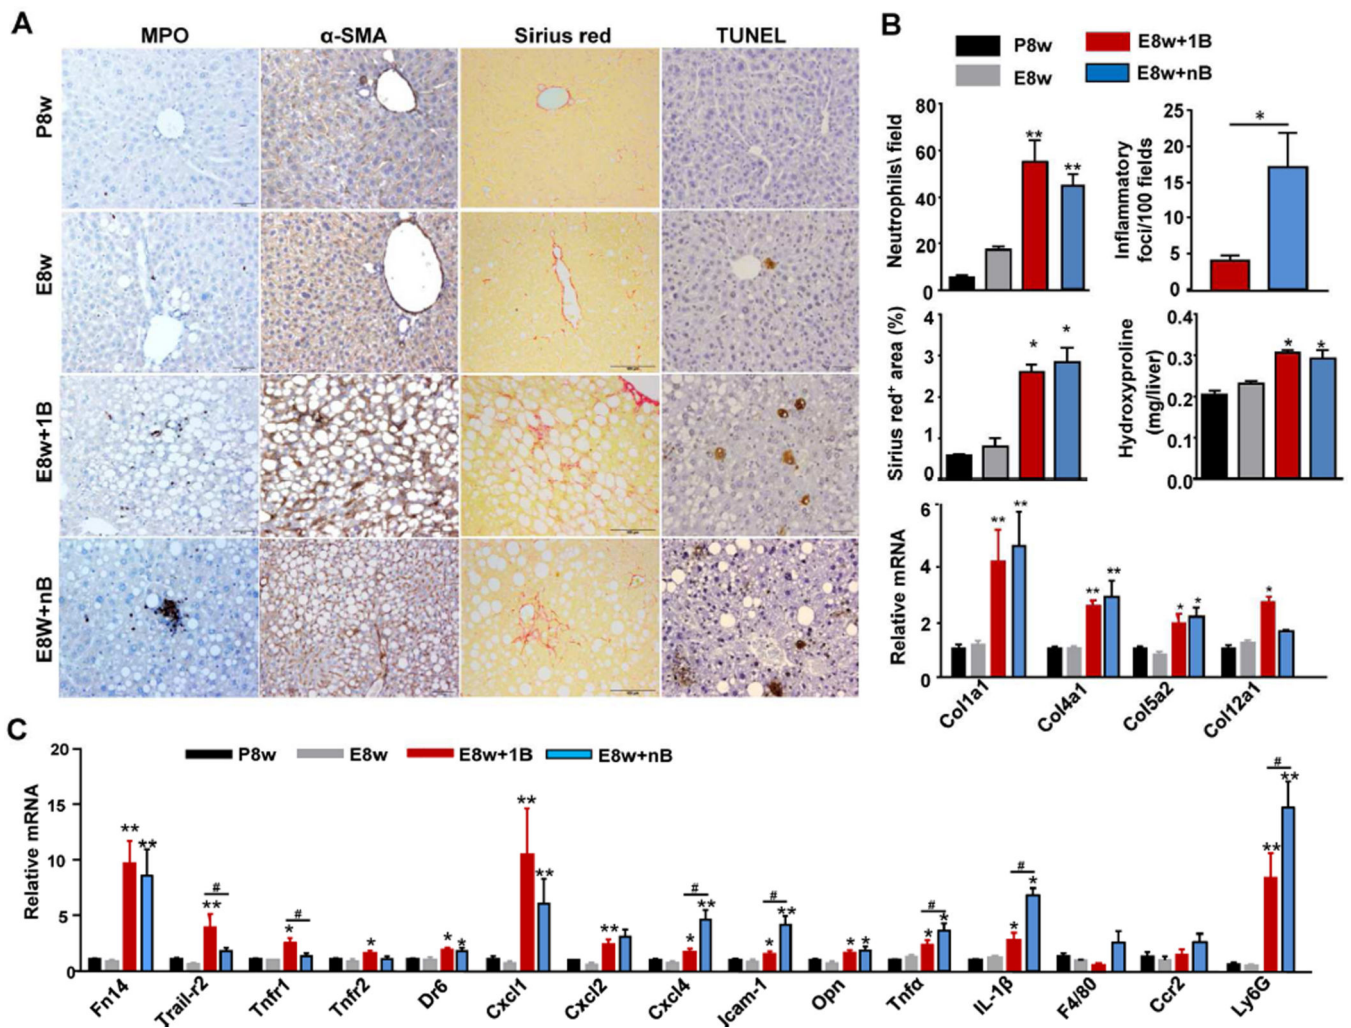 A
MPO
α-SMA
Sirius red
TUNEL
P8w
E8w
E8w+1B
E8W+nB
B
P8w
E8w
E8w+1B
E8w+nB
Neutrophils\ field
80
60
40
20
0
**
**
Inflammatory
foci/100 fields
25
20
15
10
5
0
*
Sirius red⁺ area (%)
4
3
2
1
0
*
*
Hydroxyproline
(mg/liver)
0.4
0.3
0.2
0.1
0.0
*
*
Relative mRNA
6
4
2
0
**
**
**
**
*
*
*
Col1a1
Col4a1
Col5a2
Col12a1
C
P8w
E8w
E8w+1B
E8w+nB
Relative mRNA
20
15
10
5
0
**
**
#
**
#
*
*
*
*
**
**
**
#
*
**
#
*
**
*
*
#
*
*
#
*
*
#
**
**
Fn14
Trail-r2
Tnfr1
Tnfr2
Dr6
Cxcl1
Cxcl2
Cxcl4
Icam-1
Opn
Tnfα
IL-1β
F4/80
Ccr2
Ly6G